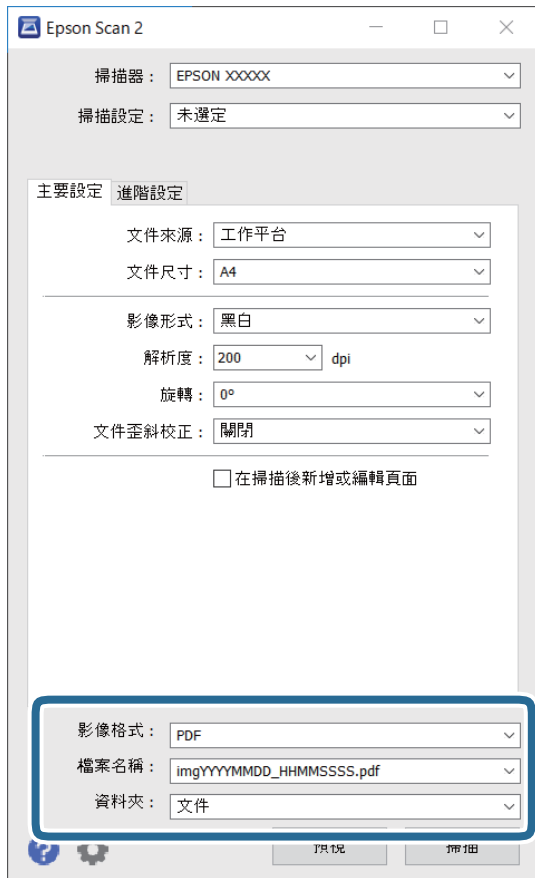 Epson Scan 2
掃描器： EPSON XXXXX
掃描設定： 未選定
主要設定 進階設定
文件來源： 工作平台
文件尺寸： A4
影像形式： 黑白
解析度： 200 dpi
旋轉： 0°
文件歪斜校正： 關閉
在掃描後新增或編輯頁面
影像格式： PDF
檔案名稱： imgYYYYMMDD_HHMMSSSS.pdf
資料夾： 文件
? 預視 掃描